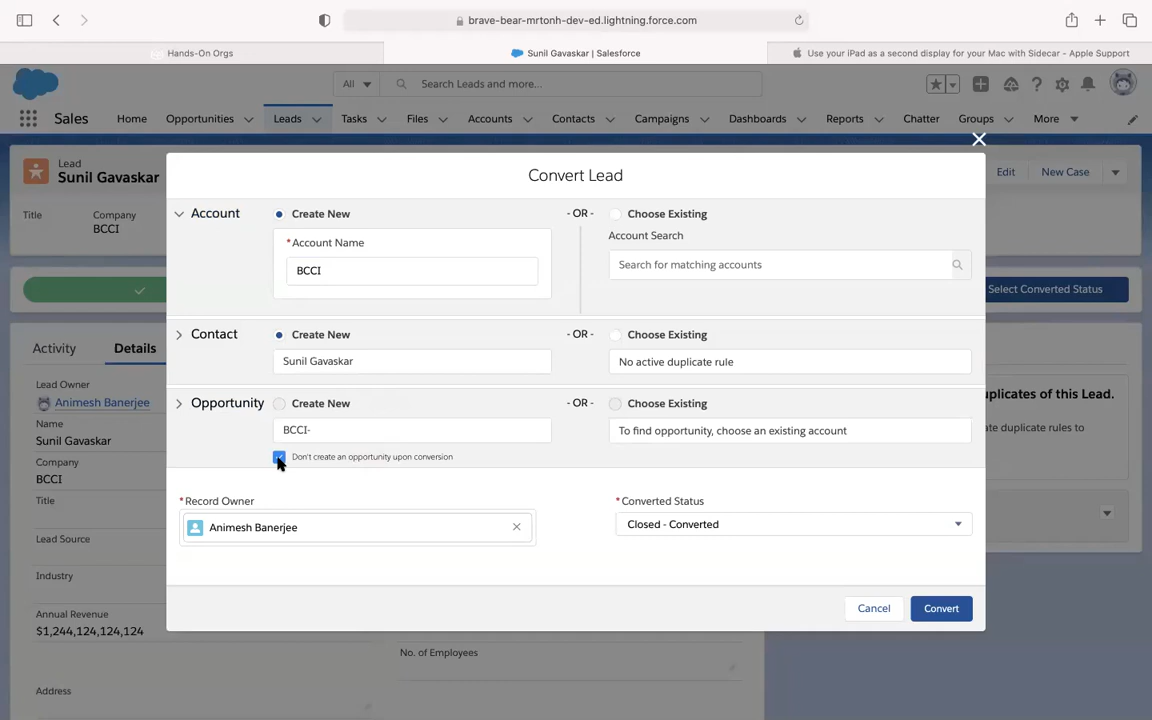 brave-bear-mrtonh-dev-ed.lightning.force.com
Hands-On Orgs
Sunil Gavaskar | Salesforce
Use your iPad as a second display for your Mac with Sidecar - Apple Support
All
Search Leads and more...
Sales
Home
Opportunities
Leads
Tasks
Files
Accounts
Contacts
Campaigns
Dashboards
Reports
Chatter
Groups
More
Lead
Sunil Gavaskar
Edit
New Case
Title
Company
BCCI
Select Converted Status
Activity
Details
Lead Owner
Animesh Banerjee
Name
Sunil Gavaskar
Company
BCCI
Title
Lead Source
Industry
Annual Revenue
$1,244,124,124,124
Address
No. of Employees
uplicates of this Lead.
ate duplicate rules to
Convert Lead
Account
Create New
- OR -
Choose Existing
*Account Name
BCCI
Account Search
Search for matching accounts
Contact
Create New
- OR -
Choose Existing
Sunil Gavaskar
No active duplicate rule
Opportunity
Create New
- OR -
Choose Existing
BCCI-
To find opportunity, choose an existing account
Don't create an opportunity upon conversion
*Record Owner
Animesh Banerjee
*Converted Status
Closed - Converted
Cancel
Convert